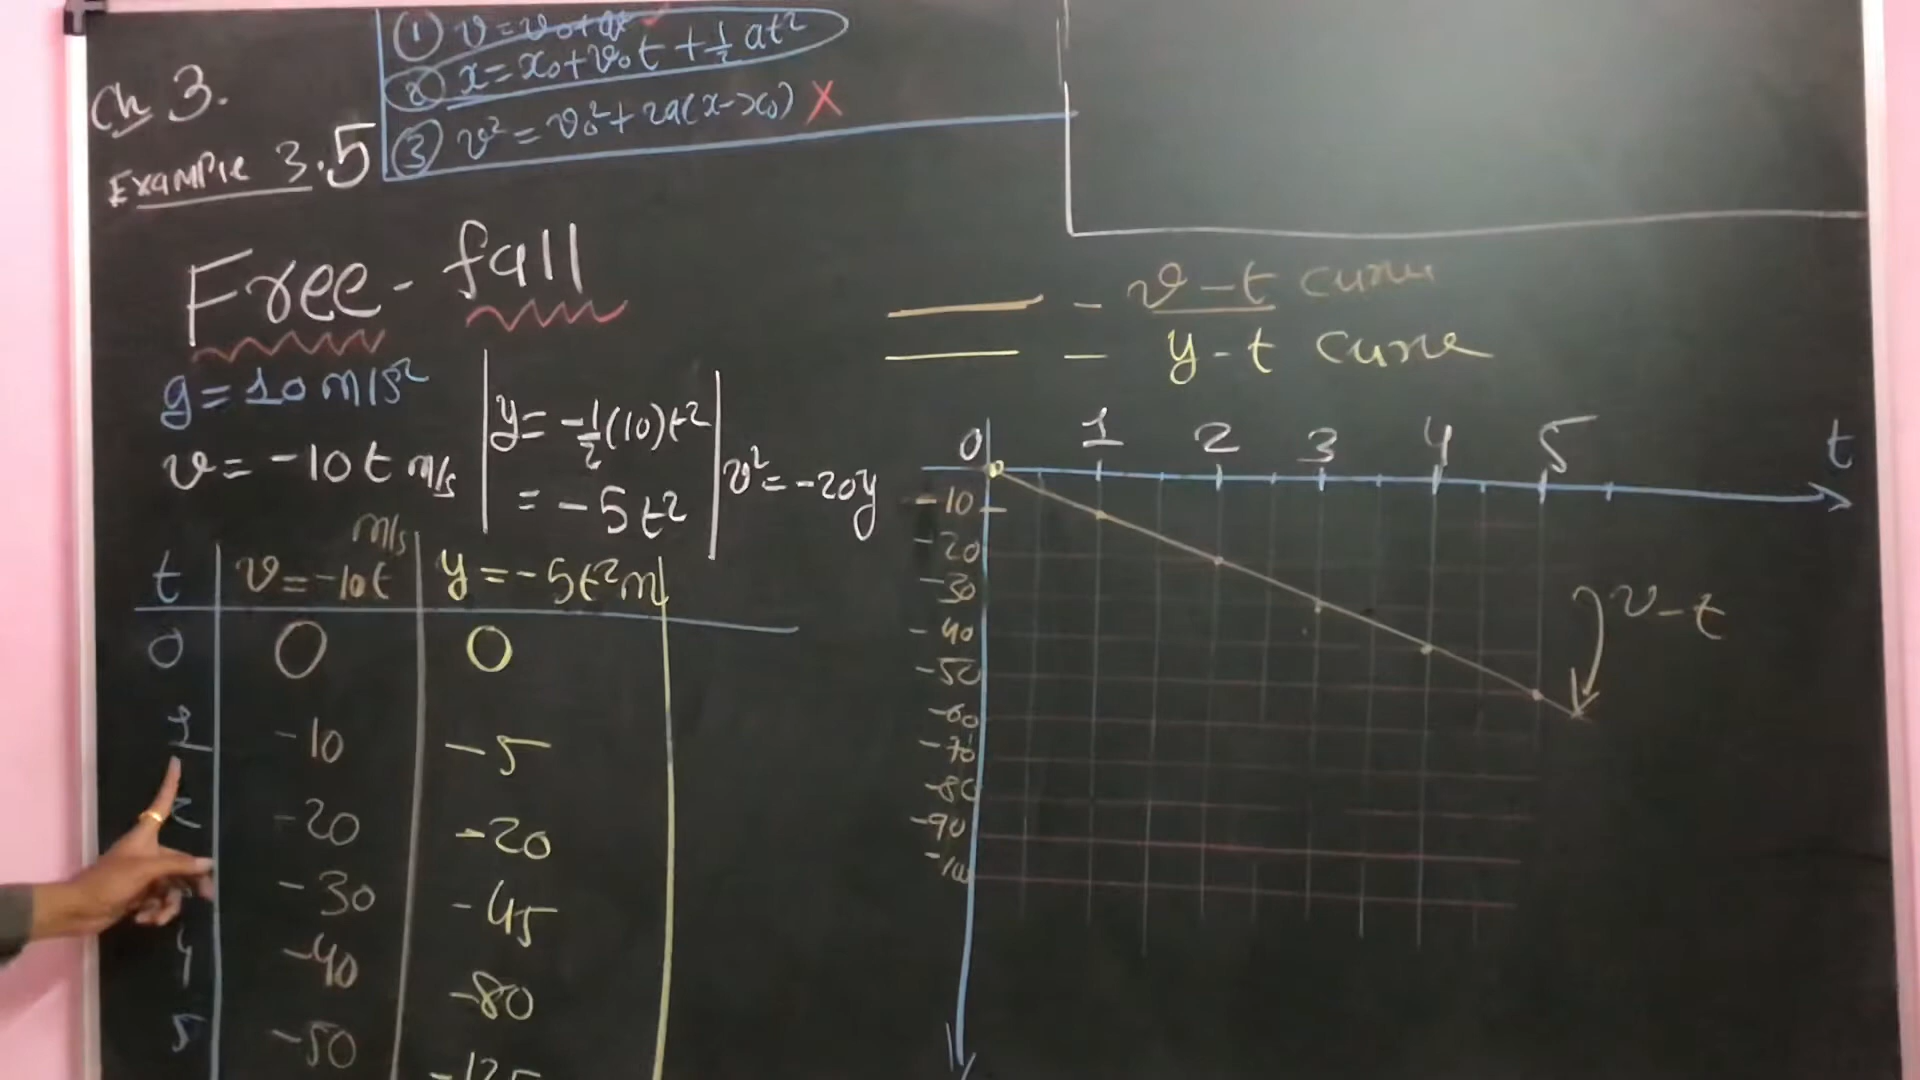 Ch 3.
Example 3.5
① v = v₀ + at
② x = x₀ + v₀t + 1/2 at²
③ v² = v₀² + 2a(x - x₀) X
Free - fall
g = 10 m/s²
v = -10t m/s
y = -1/2 (10) t²
= -5t²
v² = -20y
t v = -10t m/s y = -5t² m
0 0 0
1 -10 -5
2 -20 -20
-30 -45
4 -40 -80
5 -50 -125
- v-t curve
- y-t curve
0 1 2 3 4 5 t
-10
-20
-30
-40
-50
-60
-70
-80
-90
v-t